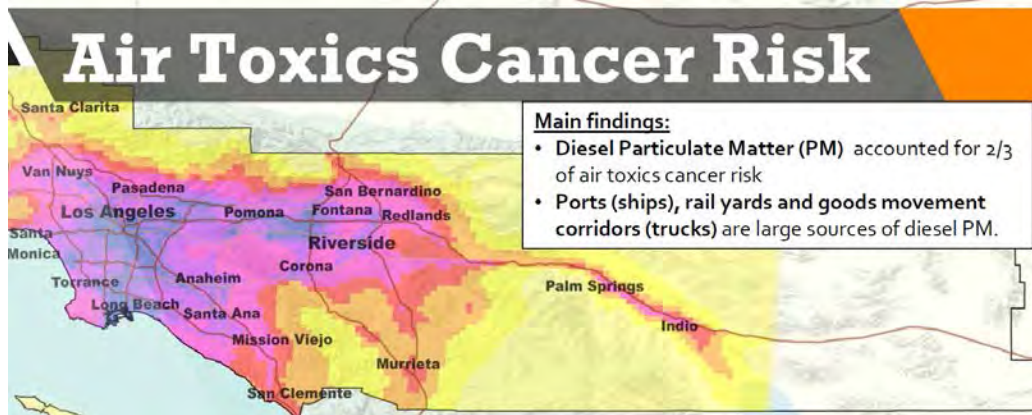 Air Toxics Cancer Risk
Main findings:
• Diesel Particulate Matter (PM) accounted for 2/3
of air toxics cancer risk
• Ports (ships), rail yards and goods movement
corridors (trucks) are large sources of diesel PM.
Santa Clarita
Van Nuys
Pasadena
San Bernardino
Los Angeles
Pomona
Fontana
Redlands
Santa
Monica
Riverside
Corona
Torrance
Anaheim
Palm Springs
Long Beach
Santa Ana
Indio
Mission Viejo
Murrieta
San Clemente